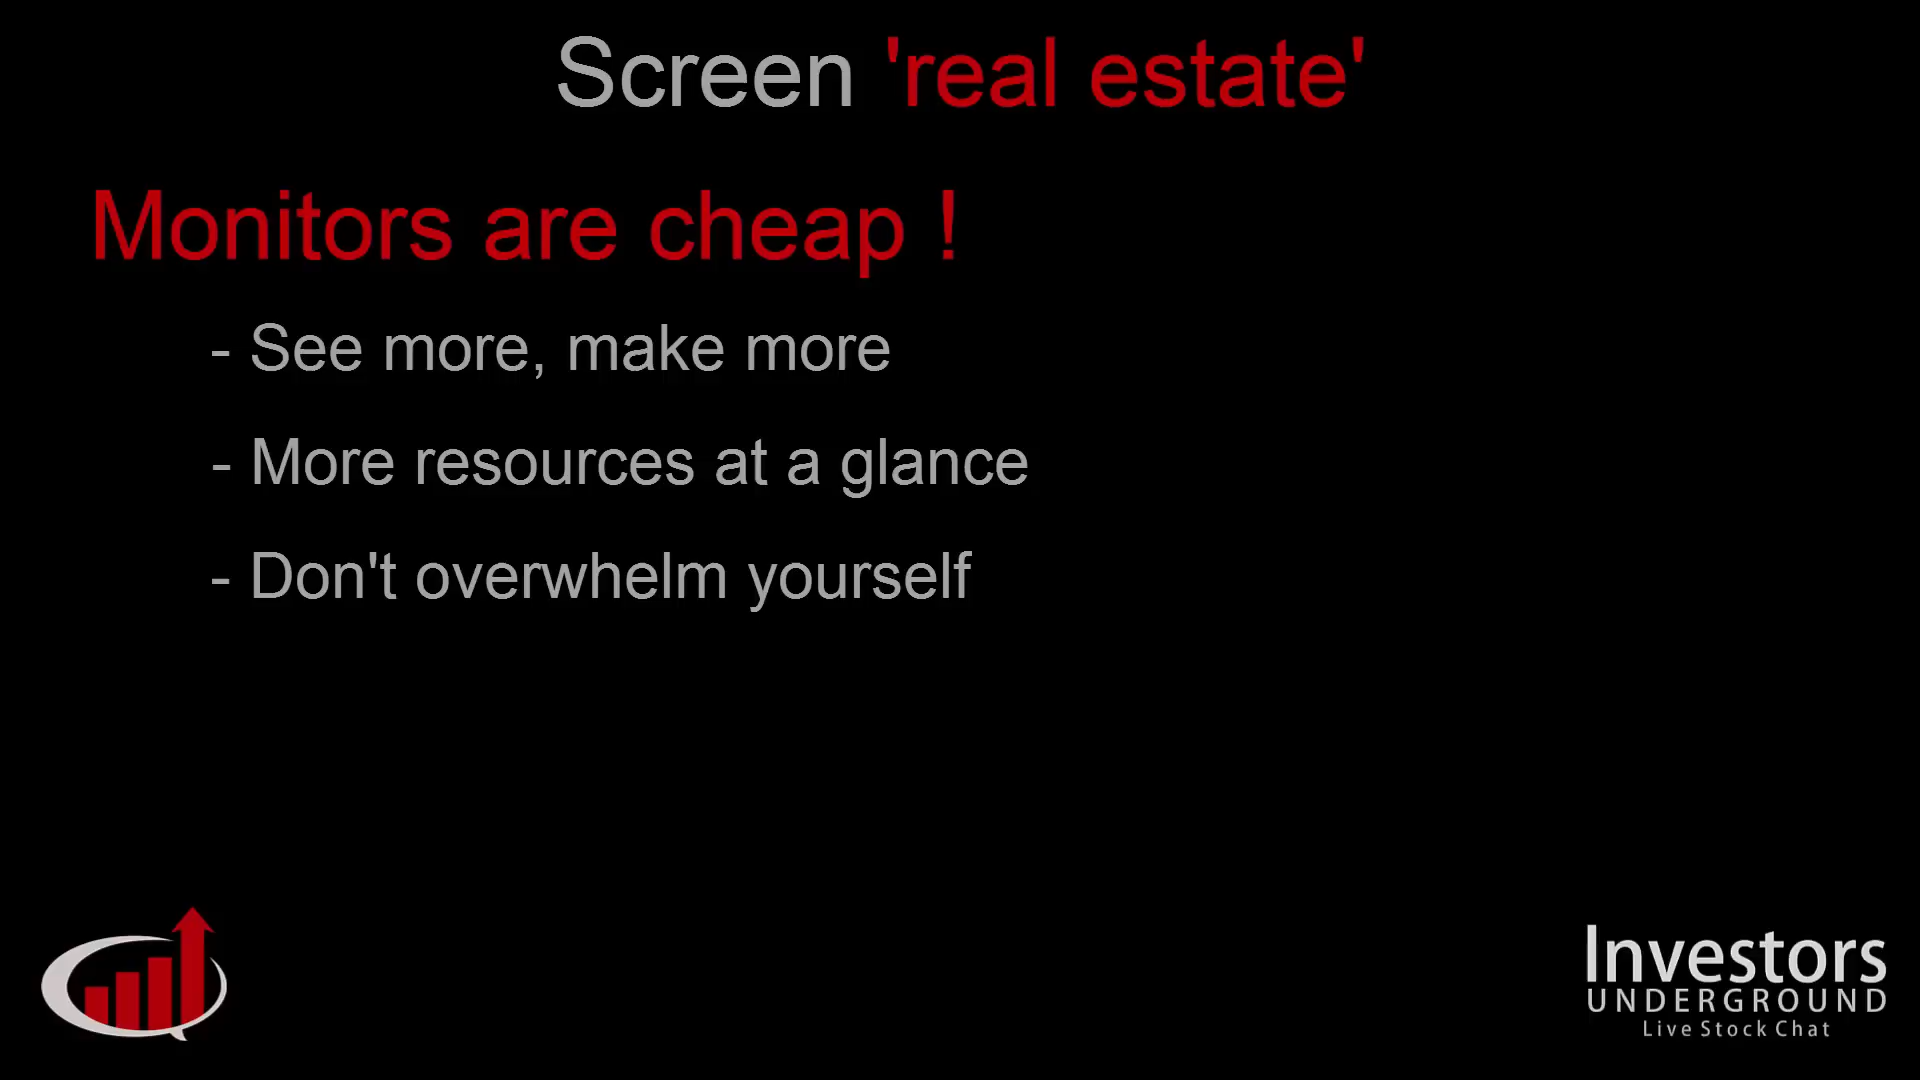 Screen 'real estate'
Monitors are cheap !
- See more, make more
- More resources at a glance
- Don't overwhelm yourself
Investors
UNDERGROUND
Live Stock Chat